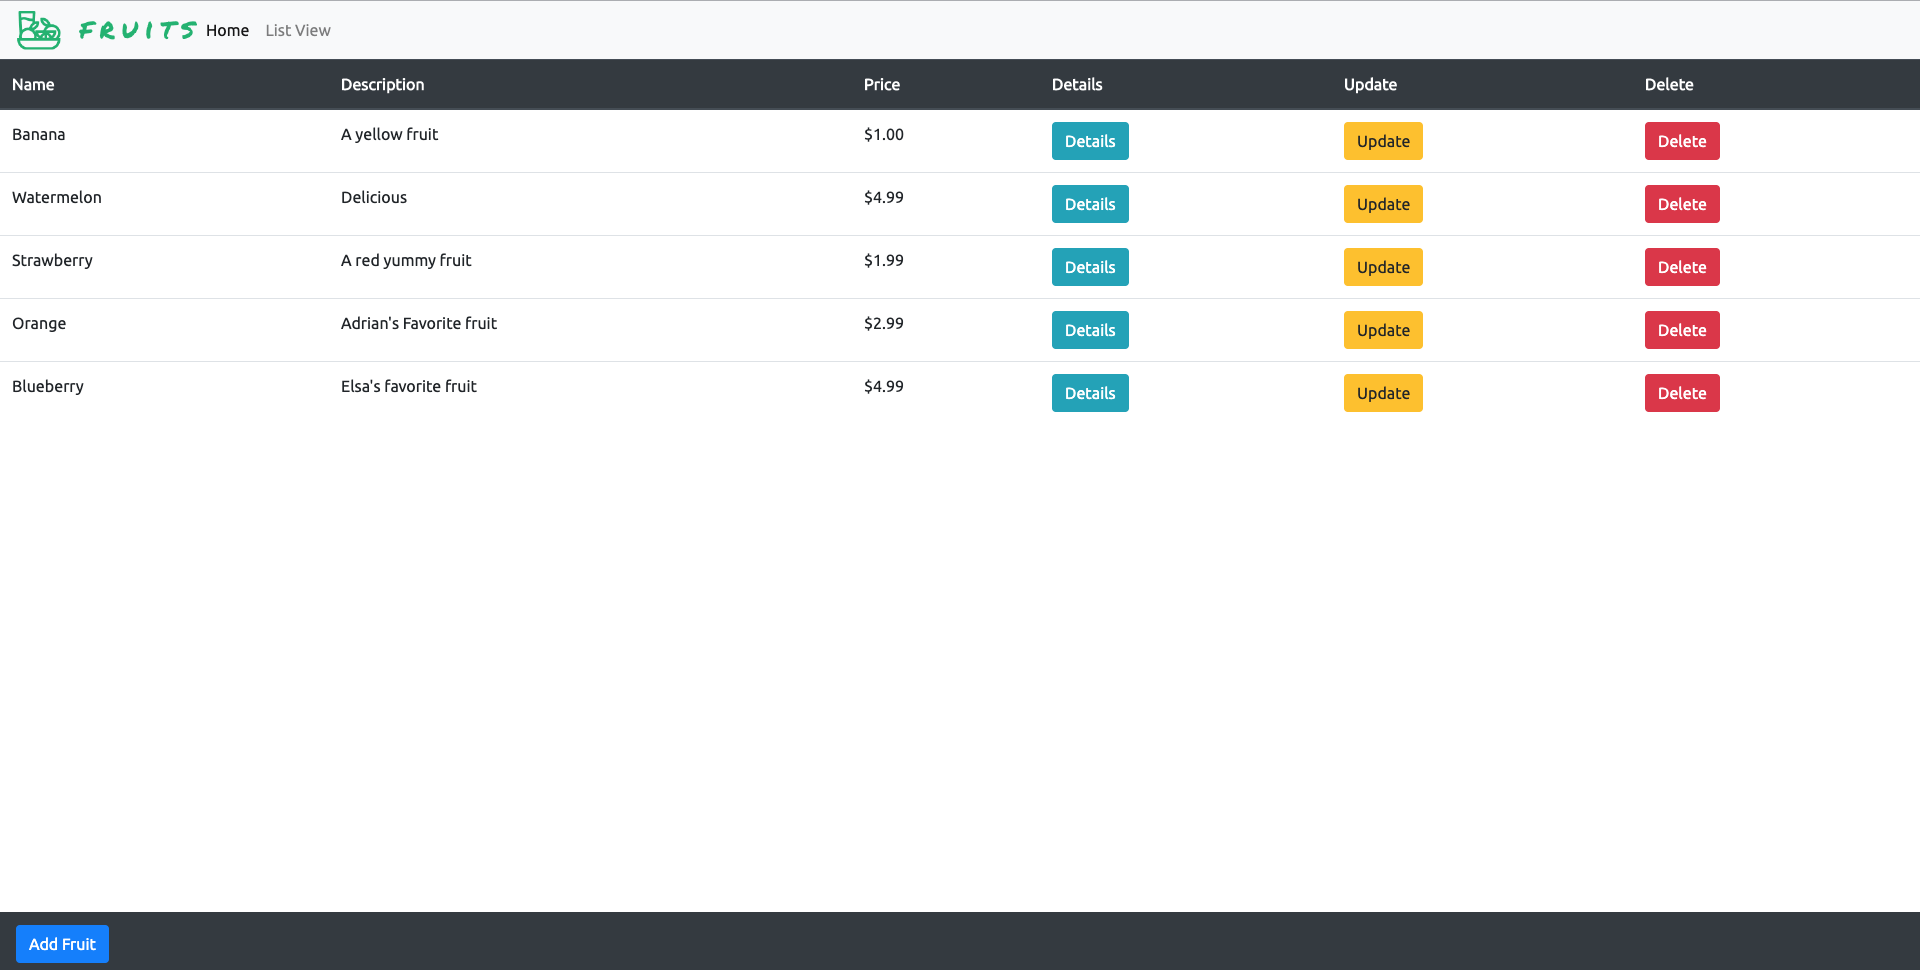 FRUITS Home List View
Name Description Price Details Update Delete
Banana A yellow fruit $1.00 Details Update Delete
Watermelon Delicious $4.99 Details Update Delete
Strawberry A red yummy fruit $1.99 Details Update Delete
Orange Adrian's Favorite fruit $2.99 Details Update Delete
Blueberry Elsa's favorite fruit $4.99 Details Update Delete
Add Fruit